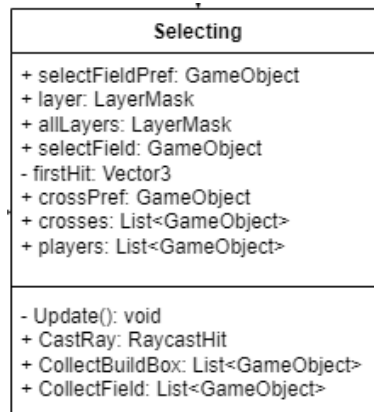 Selecting
+ selectFieldPref: GameObject
+ layer: LayerMask
+ allLayers: LayerMask
+ selectField: GameObject
- firstHit: Vector3
+ crossPref: GameObject
+ crosses: List<GameObject>
+ players: List<GameObject>
- Update(): void
+ CastRay: RaycastHit
+ CollectBuildBox: List<GameObject>
+ CollectField: List<GameObject>